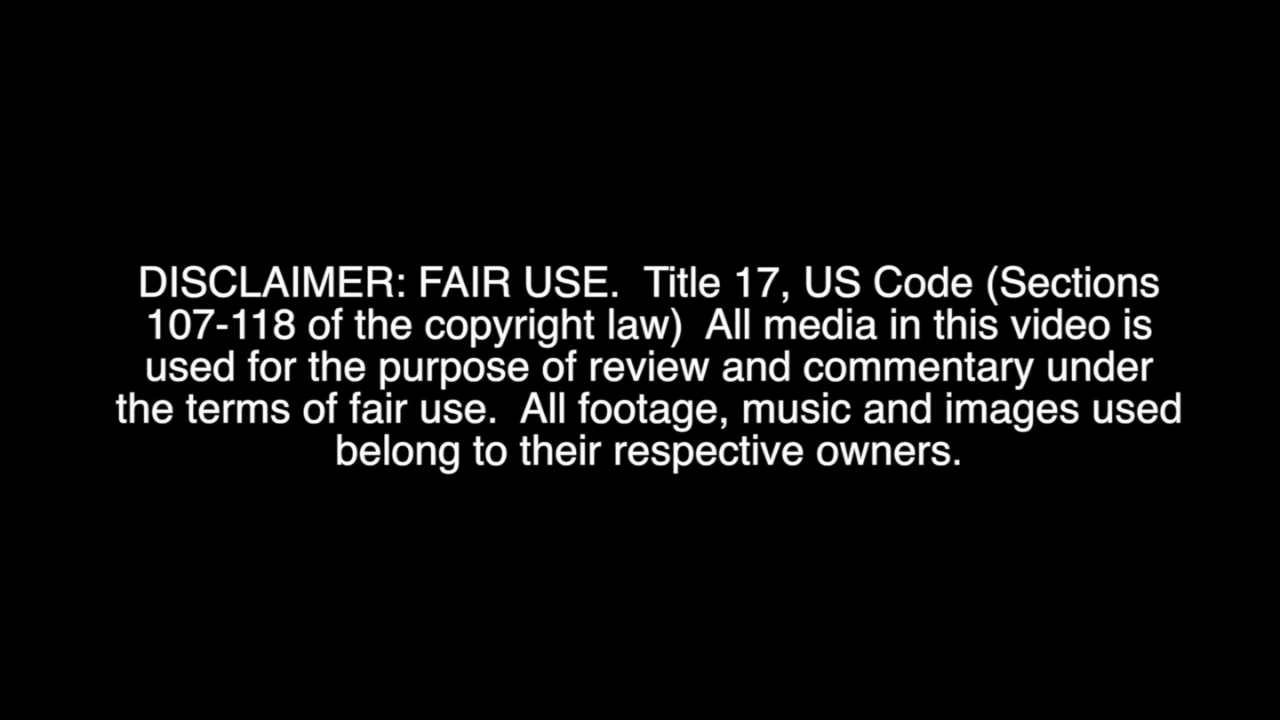 DISCLAIMER: FAIR USE.  Title 17, US Code (Sections
107-118 of the copyright law)  All media in this video is
used for the purpose of review and commentary under
the terms of fair use.  All footage, music and images used
belong to their respective owners.